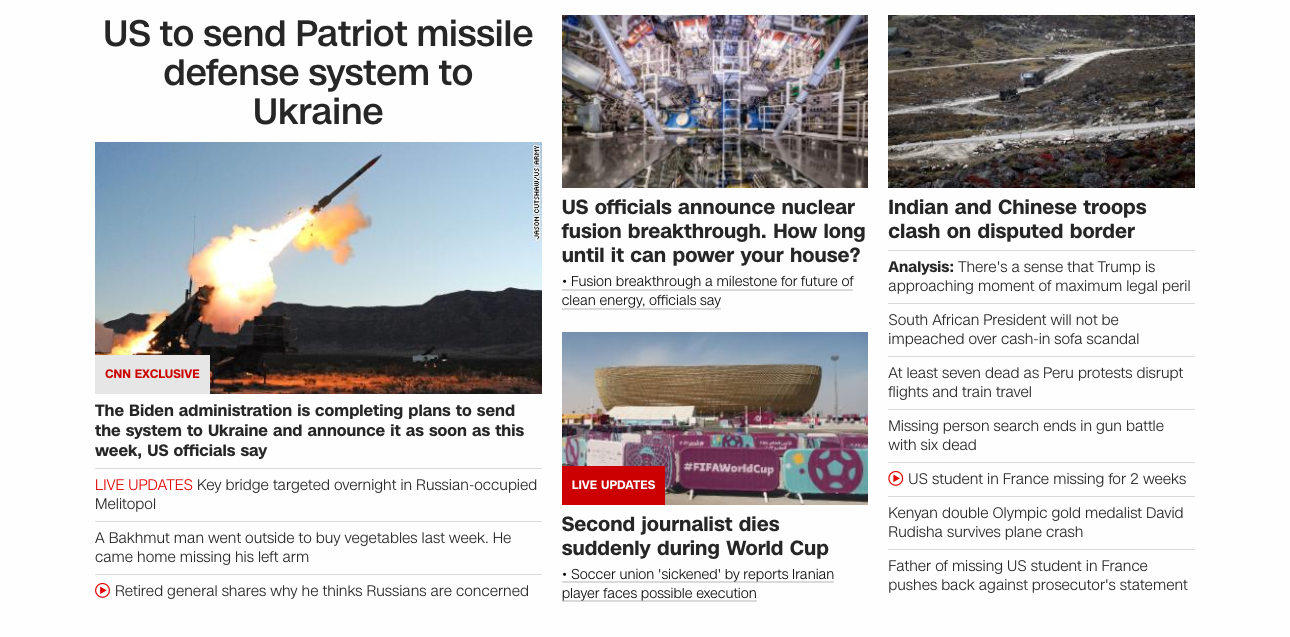 US to send Patriot missile
defense system to
Ukraine
JASON CUTSHAW/US ARMY
CNN EXCLUSIVE
The Biden administration is completing plans to send
the system to Ukraine and announce it as soon as this
week, US officials say
LIVE UPDATES Key bridge targeted overnight in Russian-occupied
Melitopol
A Bakhmut man went outside to buy vegetables last week. He
came home missing his left arm
Retired general shares why he thinks Russians are concerned
US officials announce nuclear
fusion breakthrough. How long
until it can power your house?
• Fusion breakthrough a milestone for future of
clean energy, officials say
#FIFAWorldCup
LIVE UPDATES
Second journalist dies
suddenly during World Cup
• Soccer union 'sickened' by reports Iranian
player faces possible execution
Indian and Chinese troops
clash on disputed border
Analysis: There's a sense that Trump is
approaching moment of maximum legal peril
South African President will not be
impeached over cash-in sofa scandal
At least seven dead as Peru protests disrupt
flights and train travel
Missing person search ends in gun battle
with six dead
US student in France missing for 2 weeks
Kenyan double Olympic gold medalist David
Rudisha survives plane crash
Father of missing US student in France
pushes back against prosecutor's statement